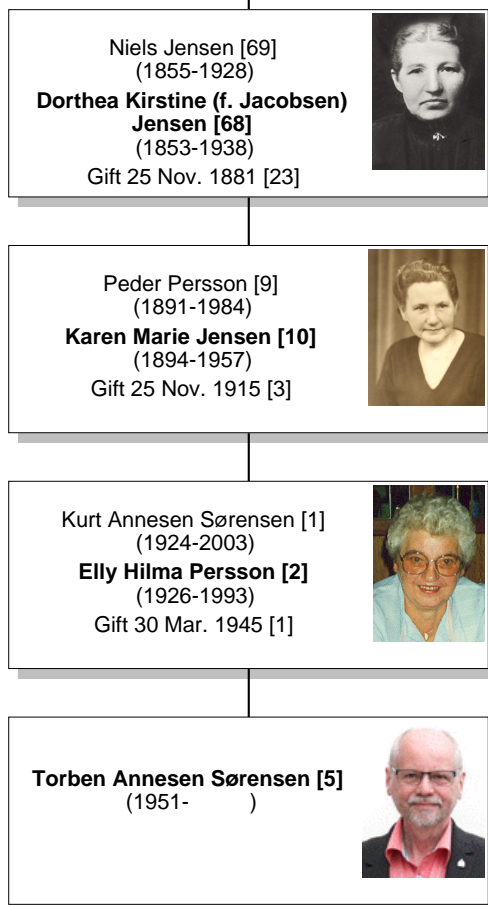 Niels Jensen [69]
(1855-1928)
Dorthea Kirstine (f. Jacobsen)
Jensen [68]
(1853-1938)
Gift 25 Nov. 1881 [23]
Peder Persson [9]
(1891-1984)
Karen Marie Jensen [10]
(1894-1957)
Gift 25 Nov. 1915 [3]
Kurt Annesen Sørensen [1]
(1924-2003)
Elly Hilma Persson [2]
(1926-1993)
Gift 30 Mar. 1945 [1]
Torben Annesen Sørensen [5]
(1951- )